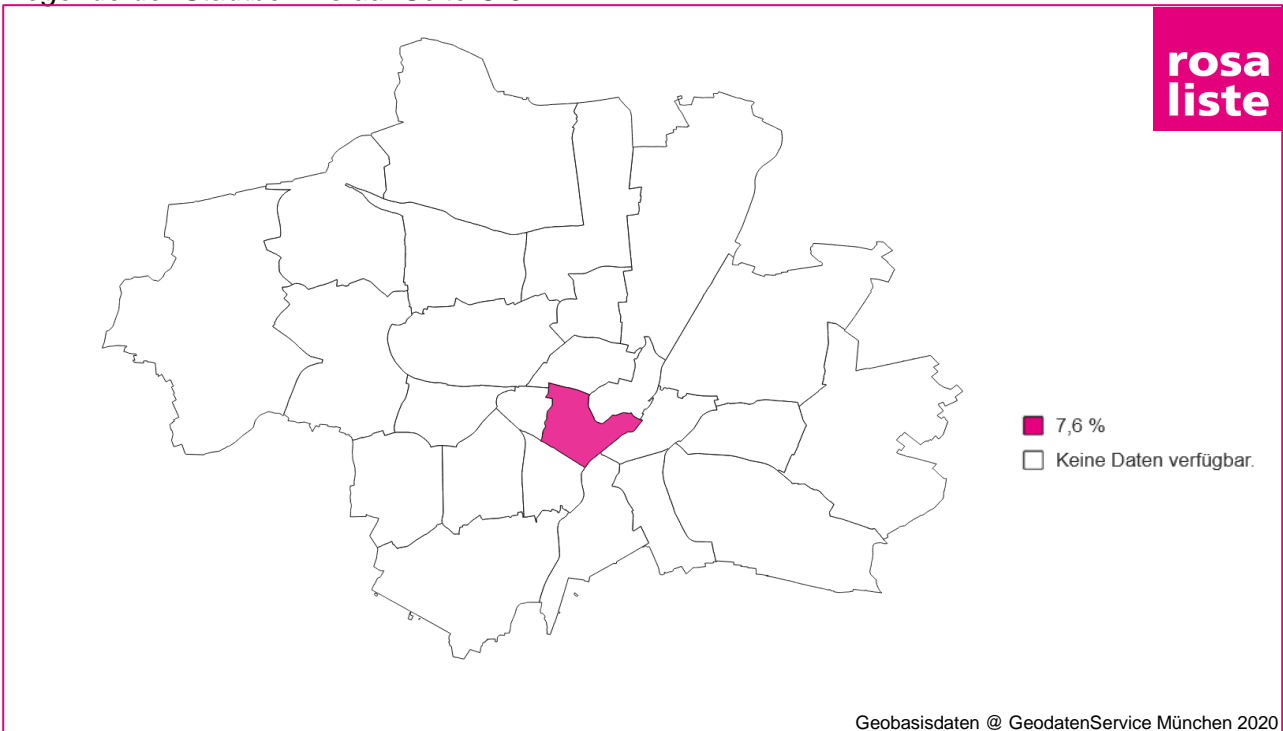 rosa
liste
7,6 %
Keine Daten verfügbar.
Geobasisdaten @ GeodatenService München 2020